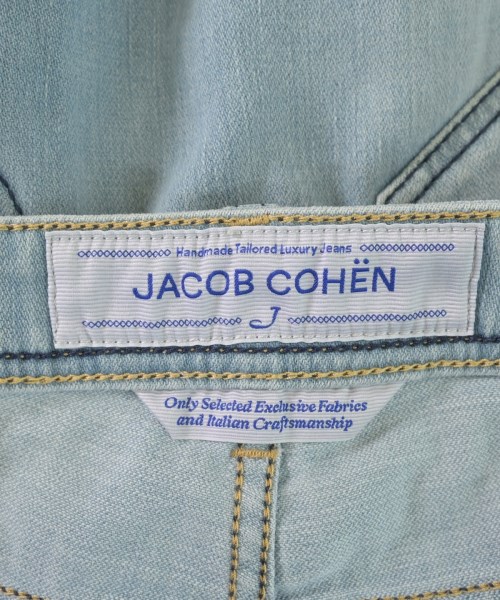 Handmade Tailored Luxury Jeans
JACOB COHËN
J
Only Selected Exclusive Fabrics
and Italian Craftsmanship